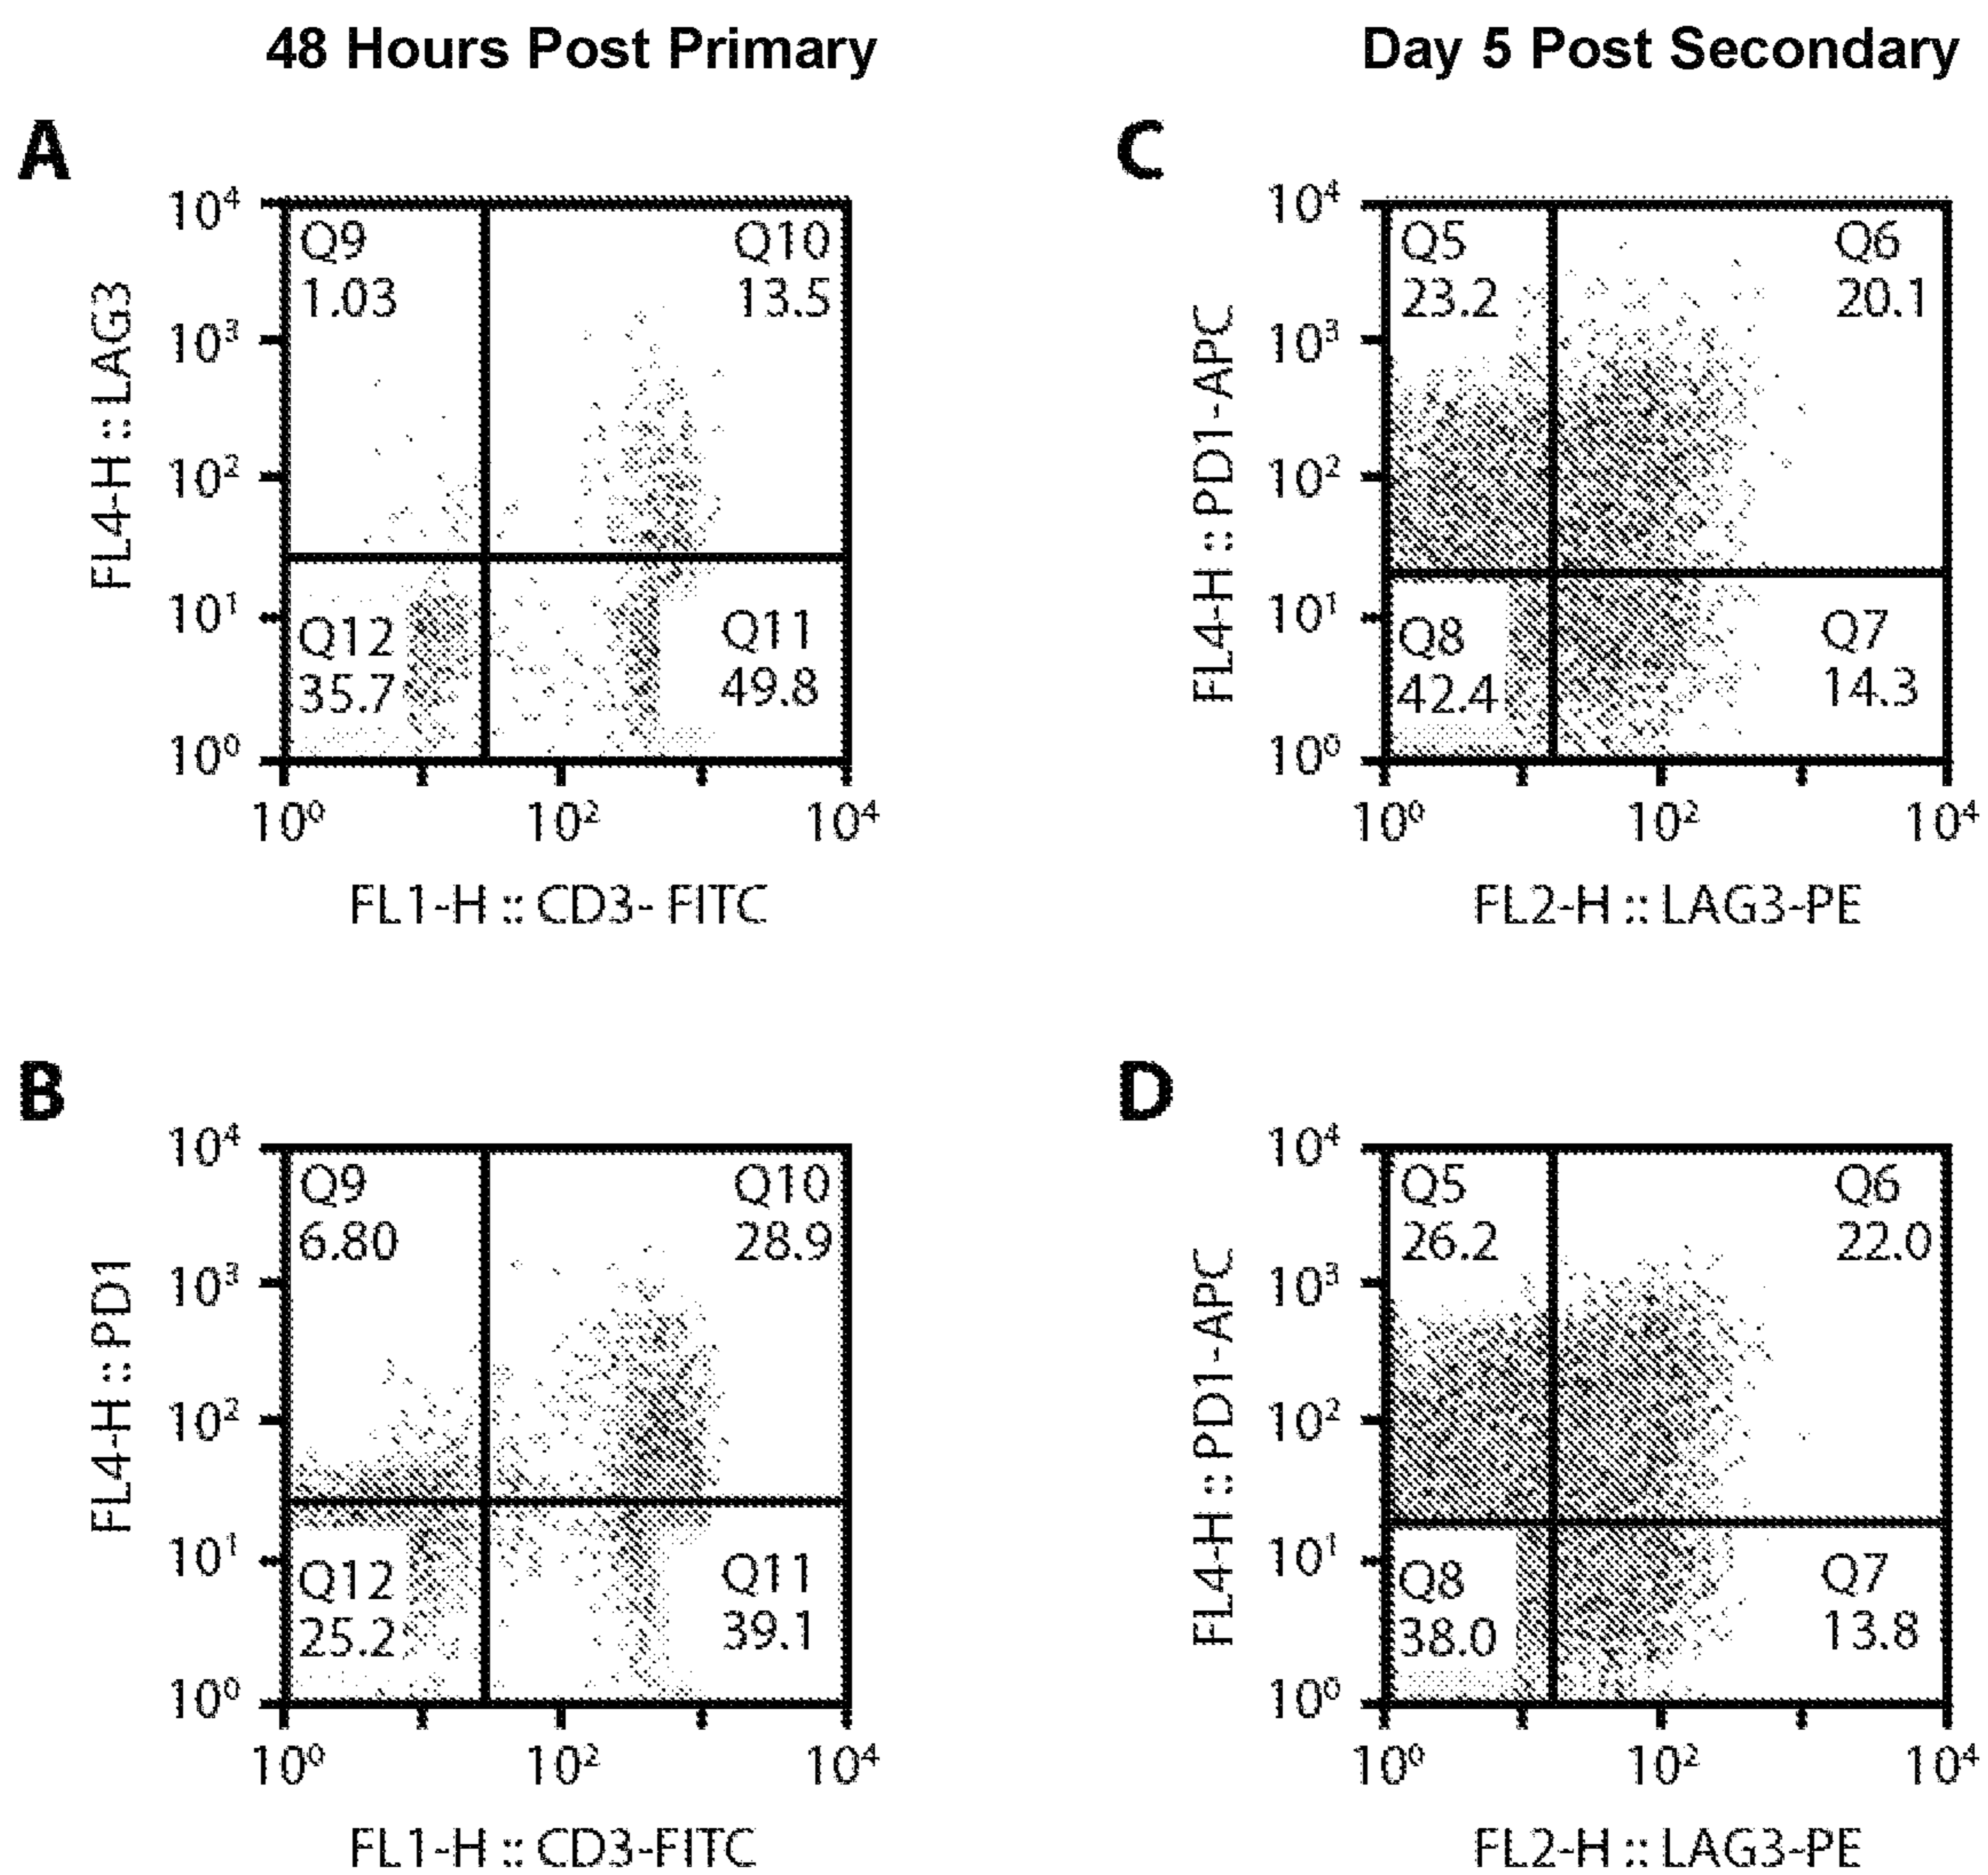 48 Hours Post Primary
Day 5 Post Secondary
A
FL4-H :: LAG3
10⁴
10³
10²
10¹
10⁰
Q9
1.03
Q10
13.5
Q12
35.7
Q11
49.8
10⁰
10²
10⁴
FL1-H :: CD3- FITC
C
FL4-H :: PD1-APC
10⁴
10³
10²
10¹
10⁰
Q5
23.2
Q6
20.1
Q8
42.4
Q7
14.3
10⁰
10²
10⁴
FL2-H :: LAG3-PE
B
FL4-H :: PD1
10⁴
10³
10²
10¹
10⁰
Q9
6.80
Q10
28.9
Q12
25.2
Q11
39.1
10⁰
10²
10⁴
FL1-H :: CD3-FITC
D
FL4-H :: PD1-APC
10⁴
10³
10²
10¹
10⁰
Q5
26.2
Q6
22.0
Q8
38.0
Q7
13.8
10⁰
10²
10⁴
FL2-H :: LAG3-PE